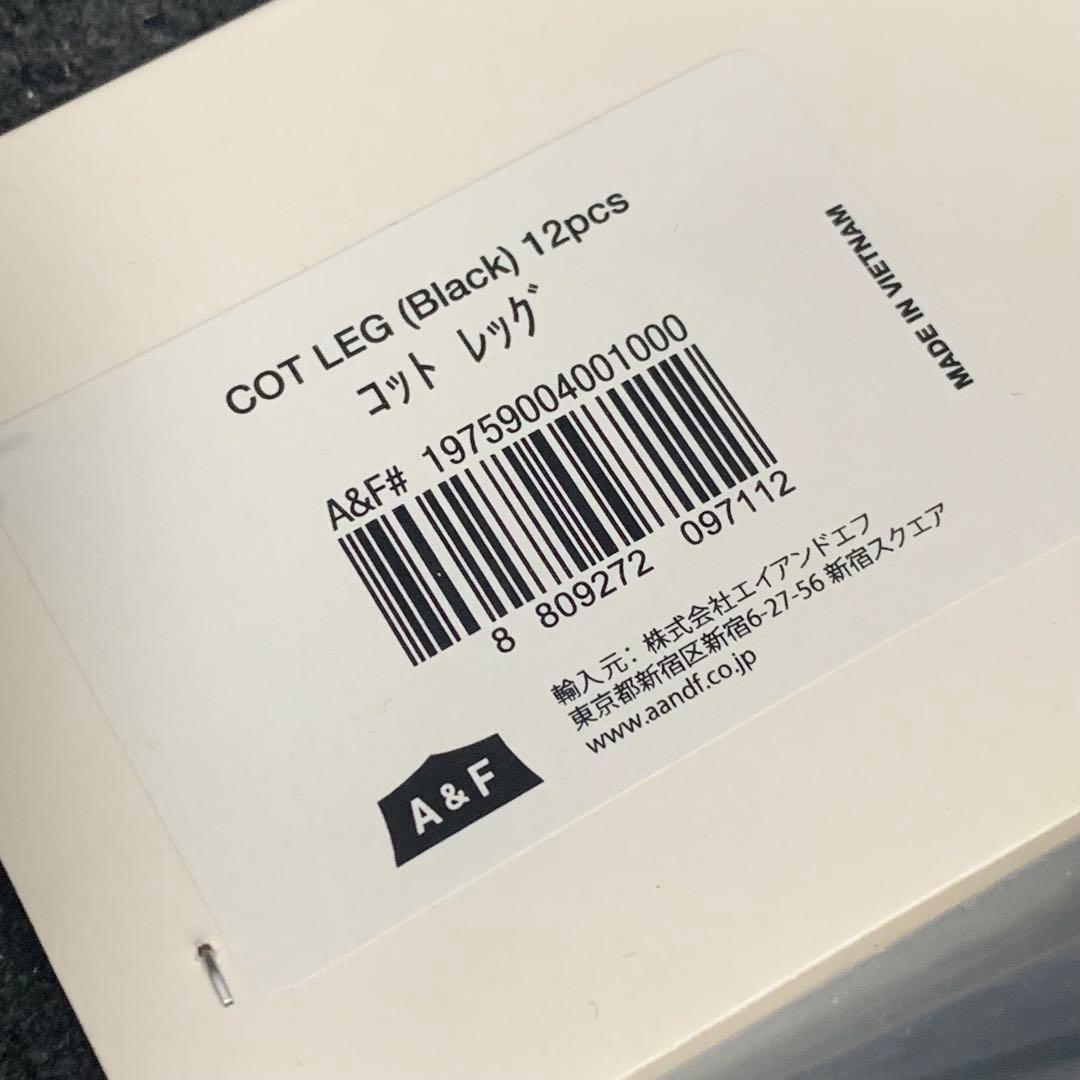 COT LEG (Black) 12pcs
コット レッグ
A&F# 19759004001000
8 809272 097112
輸入元：株式会社エイアンドエフ
東京都新宿区新宿6-27-56 新宿スクエア
www.aandf.co.jp
A & F
MADE IN VIETNAM